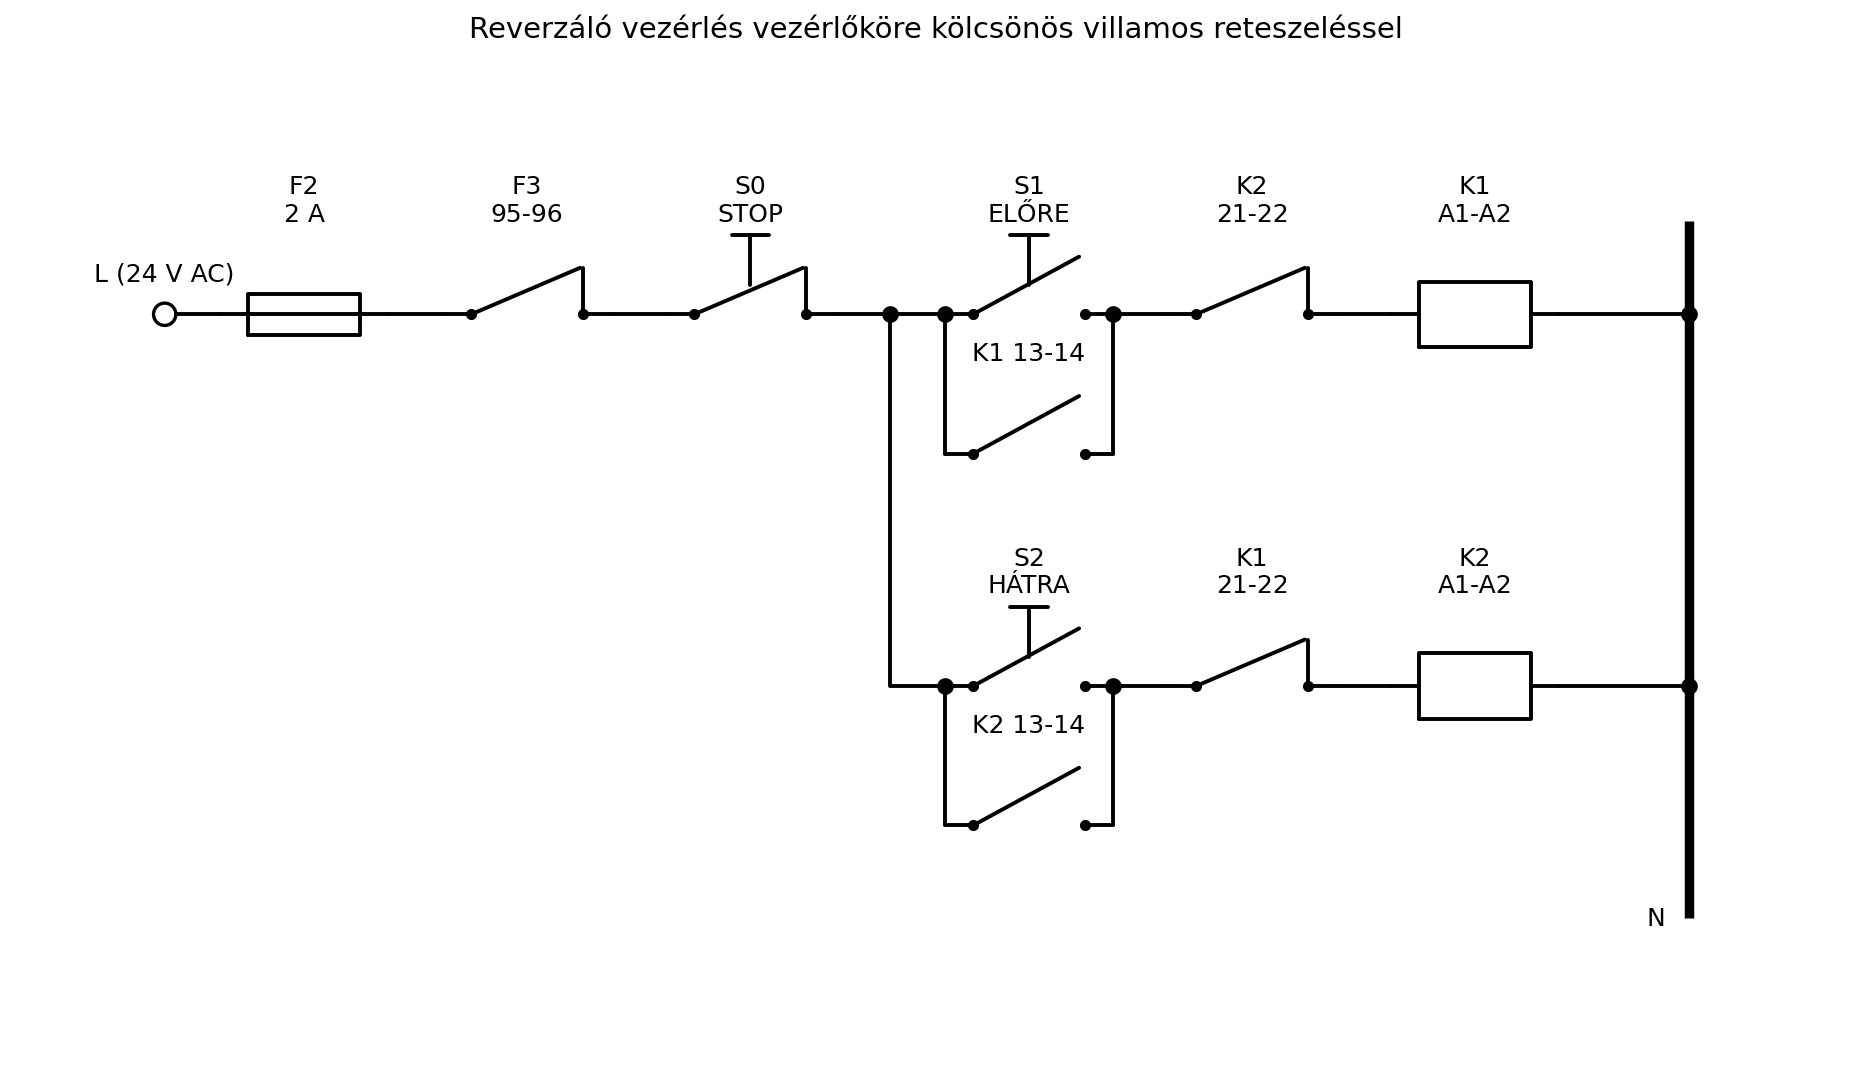 Reverzáló vezérlés vezérlőköre kölcsönös villamos reteszeléssel
F2
2 A
F3
95-96
S0
STOP
S1
ELŐRE
K2
21-22
K1
A1-A2
L (24 V AC)
K1 13-14
S2
HÁTRA
K1
21-22
K2
A1-A2
K2 13-14
N